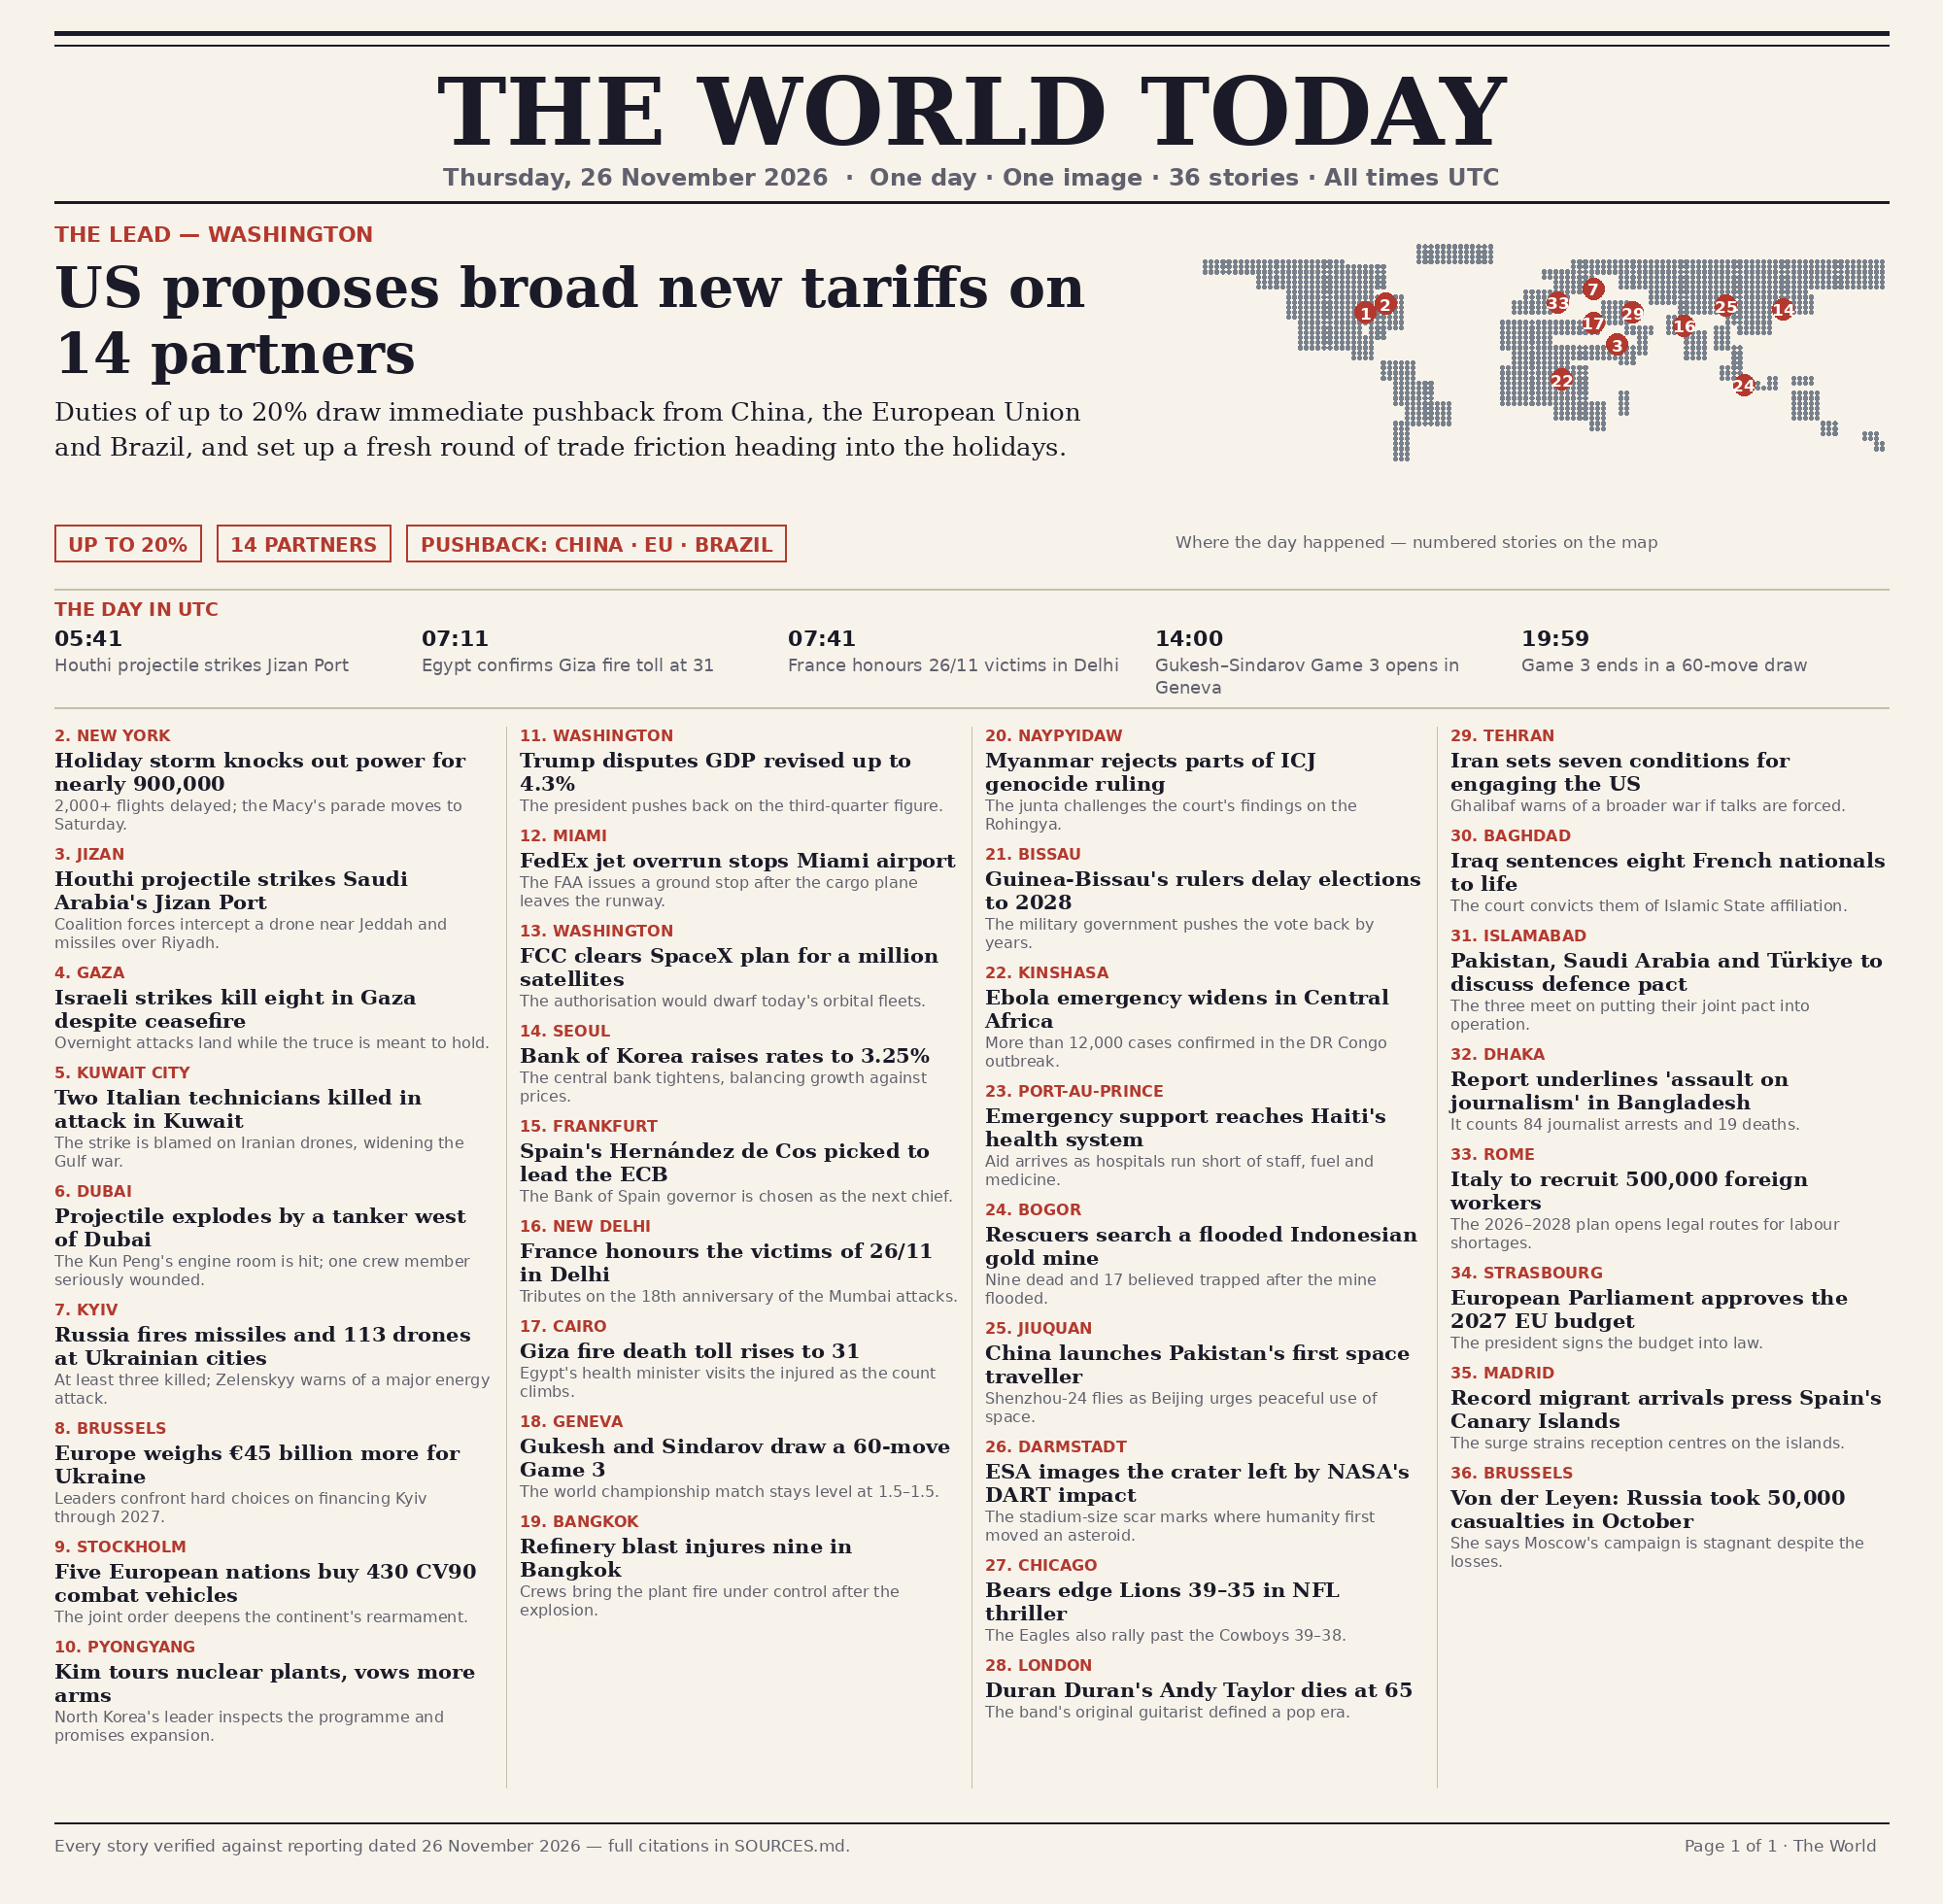 THE WORLD TODAY
Thursday, 26 November 2026 · One day · One image · 36 stories · All times UTC
THE LEAD — WASHINGTON
US proposes broad new tariffs on
14 partners
Duties of up to 20% draw immediate pushback from China, the European Union
and Brazil, and set up a fresh round of trade friction heading into the holidays.
UP TO 20%
14 PARTNERS
PUSHBACK: CHINA · EU · BRAZIL
1
2
33
7
17
29
3
16
25
14
22
24
Where the day happened — numbered stories on the map
THE DAY IN UTC
05:41
Houthi projectile strikes Jizan Port
07:11
Egypt confirms Giza fire toll at 31
07:41
France honours 26/11 victims in Delhi
14:00
Gukesh–Sindarov Game 3 opens in
Geneva
19:59
Game 3 ends in a 60-move draw
2. NEW YORK
Holiday storm knocks out power for
nearly 900,000
2,000+ flights delayed; the Macy's parade moves to
Saturday.
3. JIZAN
Houthi projectile strikes Saudi
Arabia's Jizan Port
Coalition forces intercept a drone near Jeddah and
missiles over Riyadh.
4. GAZA
Israeli strikes kill eight in Gaza
despite ceasefire
Overnight attacks land while the truce is meant to hold.
5. KUWAIT CITY
Two Italian technicians killed in
attack in Kuwait
The strike is blamed on Iranian drones, widening the
Gulf war.
6. DUBAI
Projectile explodes by a tanker west
of Dubai
The Kun Peng's engine room is hit; one crew member
seriously wounded.
7. KYIV
Russia fires missiles and 113 drones
at Ukrainian cities
At least three killed; Zelenskyy warns of a major energy
attack.
8. BRUSSELS
Europe weighs €45 billion more for
Ukraine
Leaders confront hard choices on financing Kyiv
through 2027.
9. STOCKHOLM
Five European nations buy 430 CV90
combat vehicles
The joint order deepens the continent's rearmament.
10. PYONGYANG
Kim tours nuclear plants, vows more
arms
North Korea's leader inspects the programme and
promises expansion.
11. WASHINGTON
Trump disputes GDP revised up to
4.3%
The president pushes back on the third-quarter figure.
12. MIAMI
FedEx jet overrun stops Miami airport
The FAA issues a ground stop after the cargo plane
leaves the runway.
13. WASHINGTON
FCC clears SpaceX plan for a million
satellites
The authorisation would dwarf today's orbital fleets.
14. SEOUL
Bank of Korea raises rates to 3.25%
The central bank tightens, balancing growth against
prices.
15. FRANKFURT
Spain's Hernández de Cos picked to
lead the ECB
The Bank of Spain governor is chosen as the next chief.
16. NEW DELHI
France honours the victims of 26/11
in Delhi
Tributes on the 18th anniversary of the Mumbai attacks.
17. CAIRO
Giza fire death toll rises to 31
Egypt's health minister visits the injured as the count
climbs.
18. GENEVA
Gukesh and Sindarov draw a 60-move
Game 3
The world championship match stays level at 1.5–1.5.
19. BANGKOK
Refinery blast injures nine in
Bangkok
Crews bring the plant fire under control after the
explosion.
20. NAYPYIDAW
Myanmar rejects parts of ICJ
genocide ruling
The junta challenges the court's findings on the
Rohingya.
21. BISSAU
Guinea-Bissau's rulers delay elections
to 2028
The military government pushes the vote back by
years.
22. KINSHASA
Ebola emergency widens in Central
Africa
More than 12,000 cases confirmed in the DR Congo
outbreak.
23. PORT-AU-PRINCE
Emergency support reaches Haiti's
health system
Aid arrives as hospitals run short of staff, fuel and
medicine.
24. BOGOR
Rescuers search a flooded Indonesian
gold mine
Nine dead and 17 believed trapped after the mine
flooded.
25. JIUQUAN
China launches Pakistan's first space
traveller
Shenzhou-24 flies as Beijing urges peaceful use of
space.
26. DARMSTADT
ESA images the crater left by NASA's
DART impact
The stadium-size scar marks where humanity first
moved an asteroid.
27. CHICAGO
Bears edge Lions 39–35 in NFL
thriller
The Eagles also rally past the Cowboys 39–38.
28. LONDON
Duran Duran's Andy Taylor dies at 65
The band's original guitarist defined a pop era.
29. TEHRAN
Iran sets seven conditions for
engaging the US
Ghalibaf warns of a broader war if talks are forced.
30. BAGHDAD
Iraq sentences eight French nationals
to life
The court convicts them of Islamic State affiliation.
31. ISLAMABAD
Pakistan, Saudi Arabia and Türkiye to
discuss defence pact
The three meet on putting their joint pact into
operation.
32. DHAKA
Report underlines 'assault on
journalism' in Bangladesh
It counts 84 journalist arrests and 19 deaths.
33. ROME
Italy to recruit 500,000 foreign
workers
The 2026–2028 plan opens legal routes for labour
shortages.
34. STRASBOURG
European Parliament approves the
2027 EU budget
The president signs the budget into law.
35. MADRID
Record migrant arrivals press Spain's
Canary Islands
The surge strains reception centres on the islands.
36. BRUSSELS
Von der Leyen: Russia took 50,000
casualties in October
She says Moscow's campaign is stagnant despite the
losses.
Every story verified against reporting dated 26 November 2026 — full citations in SOURCES.md.
Page 1 of 1 · The World